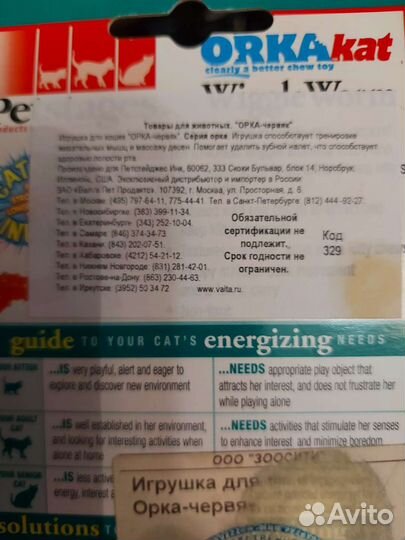 ORKAkat
clearly a better chew toy
Pe
Товары для животных. "ОРКА-червяк"
Игрушка для кошек "ОРКА-червяк". Серия орка. Игрушка способствует тренировке
жевательных мышц и массажу десен. Помогает удалить зубной налет, что способствует
здоровью полости рта.
Произведено для Петстейджес Инк, 60062, 333 Скоки Бульвар, блок 14, Норсбрук,
Иллинойс, США. Эксклюзивный дистрибьютор и импортер в России
ЗАО «Валта Пет Продактс» 107392, г. Москва, ул. Просторная, д. 6.
Тел. в Москве (495) 797-64-11, 775-44-41. Тел. в Санкт-Петербурге (812) 444-92-27.
Тел. в Новосибирске: (383) 399-11-34.
Тел. в Екатеринбурге: (343) 252-10-04.
Тел. в Самаре: (846) 374-34-73
Тел. в Казани: (843) 200-07-51.
Тел. в Хабаровске: (4212) 54-21-12
Тел. в Нижнем Новгороде: (831) 281-42-01.
Тел. в Ростове-на-Дону: (863) 230-44-63.
Тел. в Иркутске: (3952) 50 34 72
www.valta.ru
Обязательной
сертификации не
подлежит.
Срок годности не
ограничен.
Код
329
guide TO YOUR CAT'S energizing NEEDS
KITTEN
...IS very playful, alert and eager to
explore and discover new environment
...NEEDS appropriate play object that
attracts her interest, and does not frustrate her
while playing alone
ADULT
CAT
...IS well established in her environment,
and looking for interesting activities when
alone at home
...NEEDS activities that stimulate her senses
to enhance interest and minimize boredom
SENIOR
CAT
...IS less active
energy, interest
ООО "ЗООСИТИ"
Игрушка для
Орка-червя
solutions TO
Avito